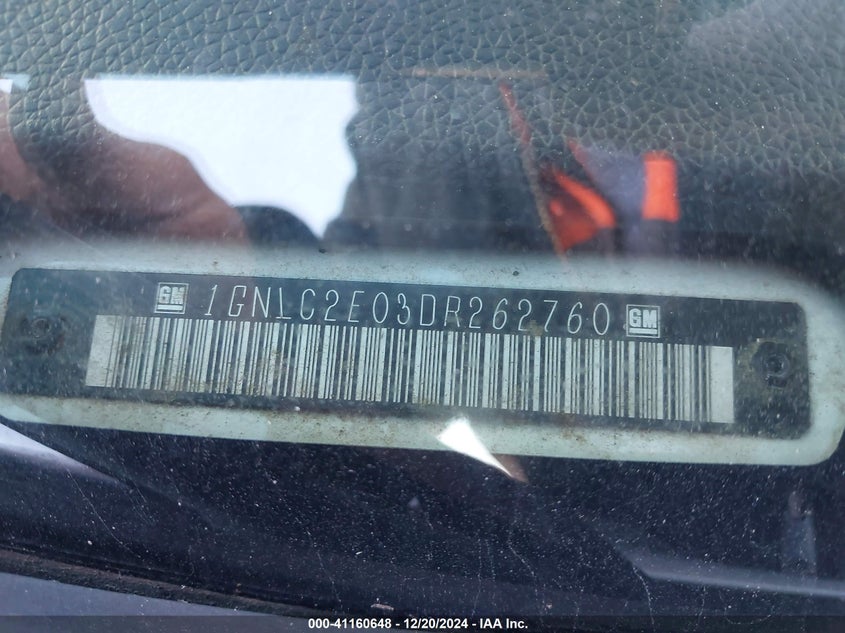 GM 1GNLC2E03DR262760 GM
000-41160648 - 12/20/2024 - IAA Inc.